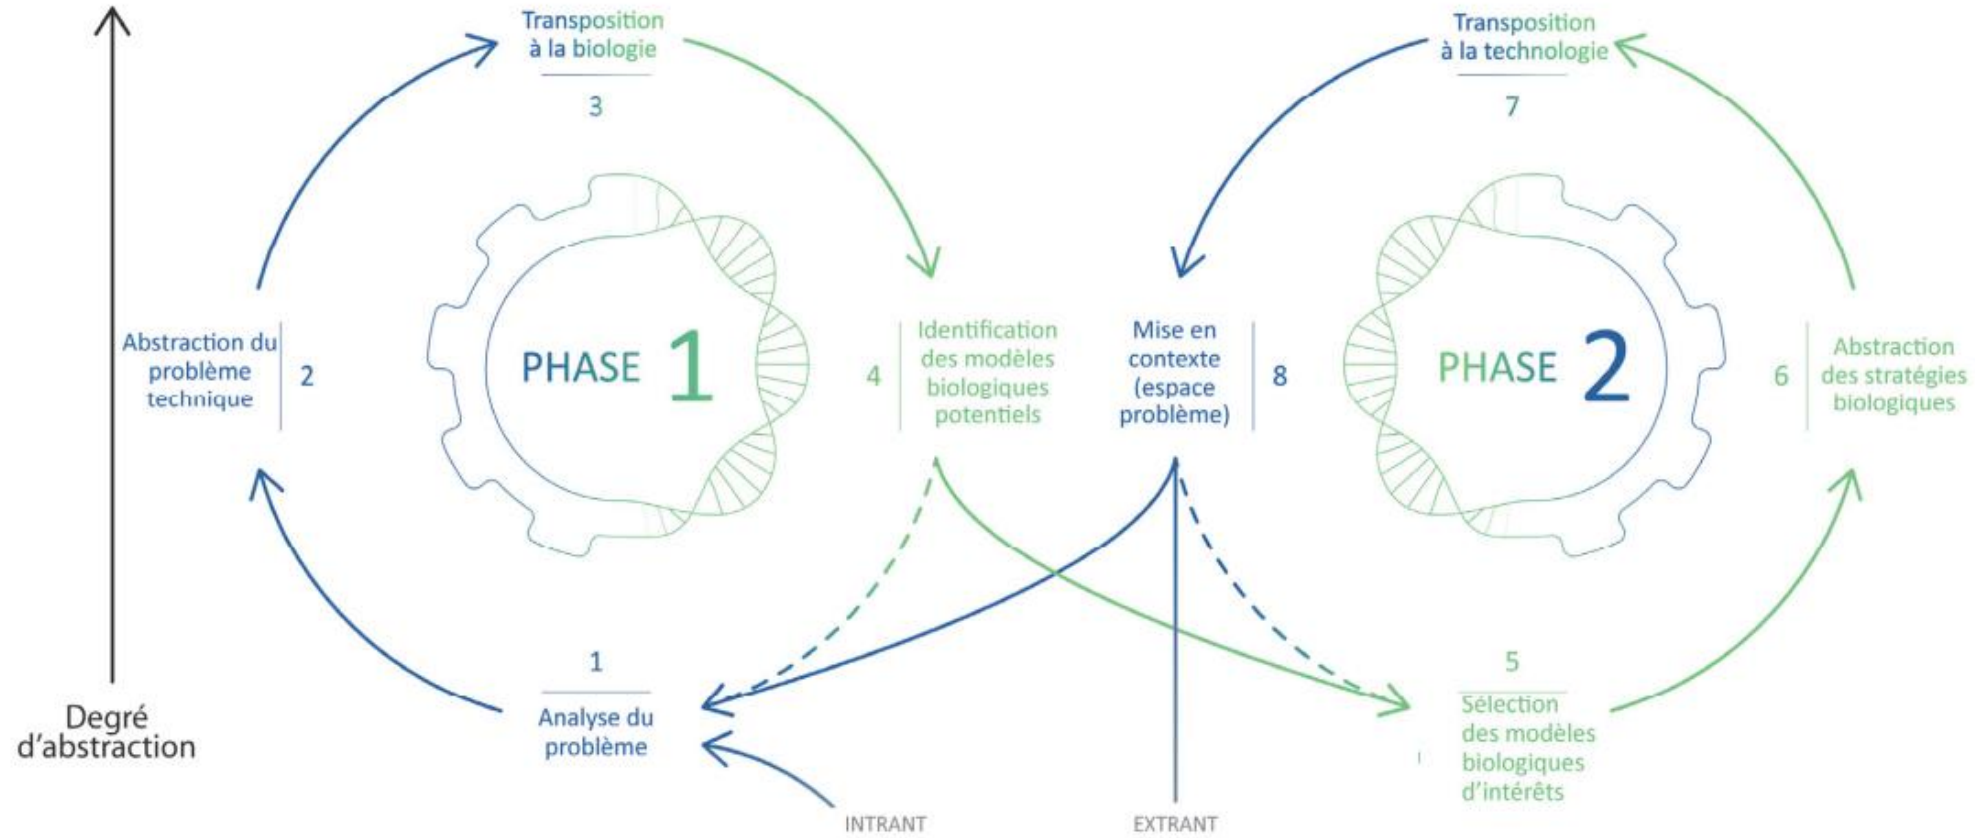 Transposition
à la biologie
3
Transposition
à la technologie
7
Abstraction du
problème
technique
2
PHASE 1
4
Identification
des modèles
biologiques
potentiels
Mise en
contexte
(espace
problème)
8
PHASE 2
6
Abstraction
des stratégies
biologiques
1
Analyse du
problème
5
Sélection
des modèles
biologiques
d'intérêts
Degré
d'abstraction
INTRANT
EXTRANT